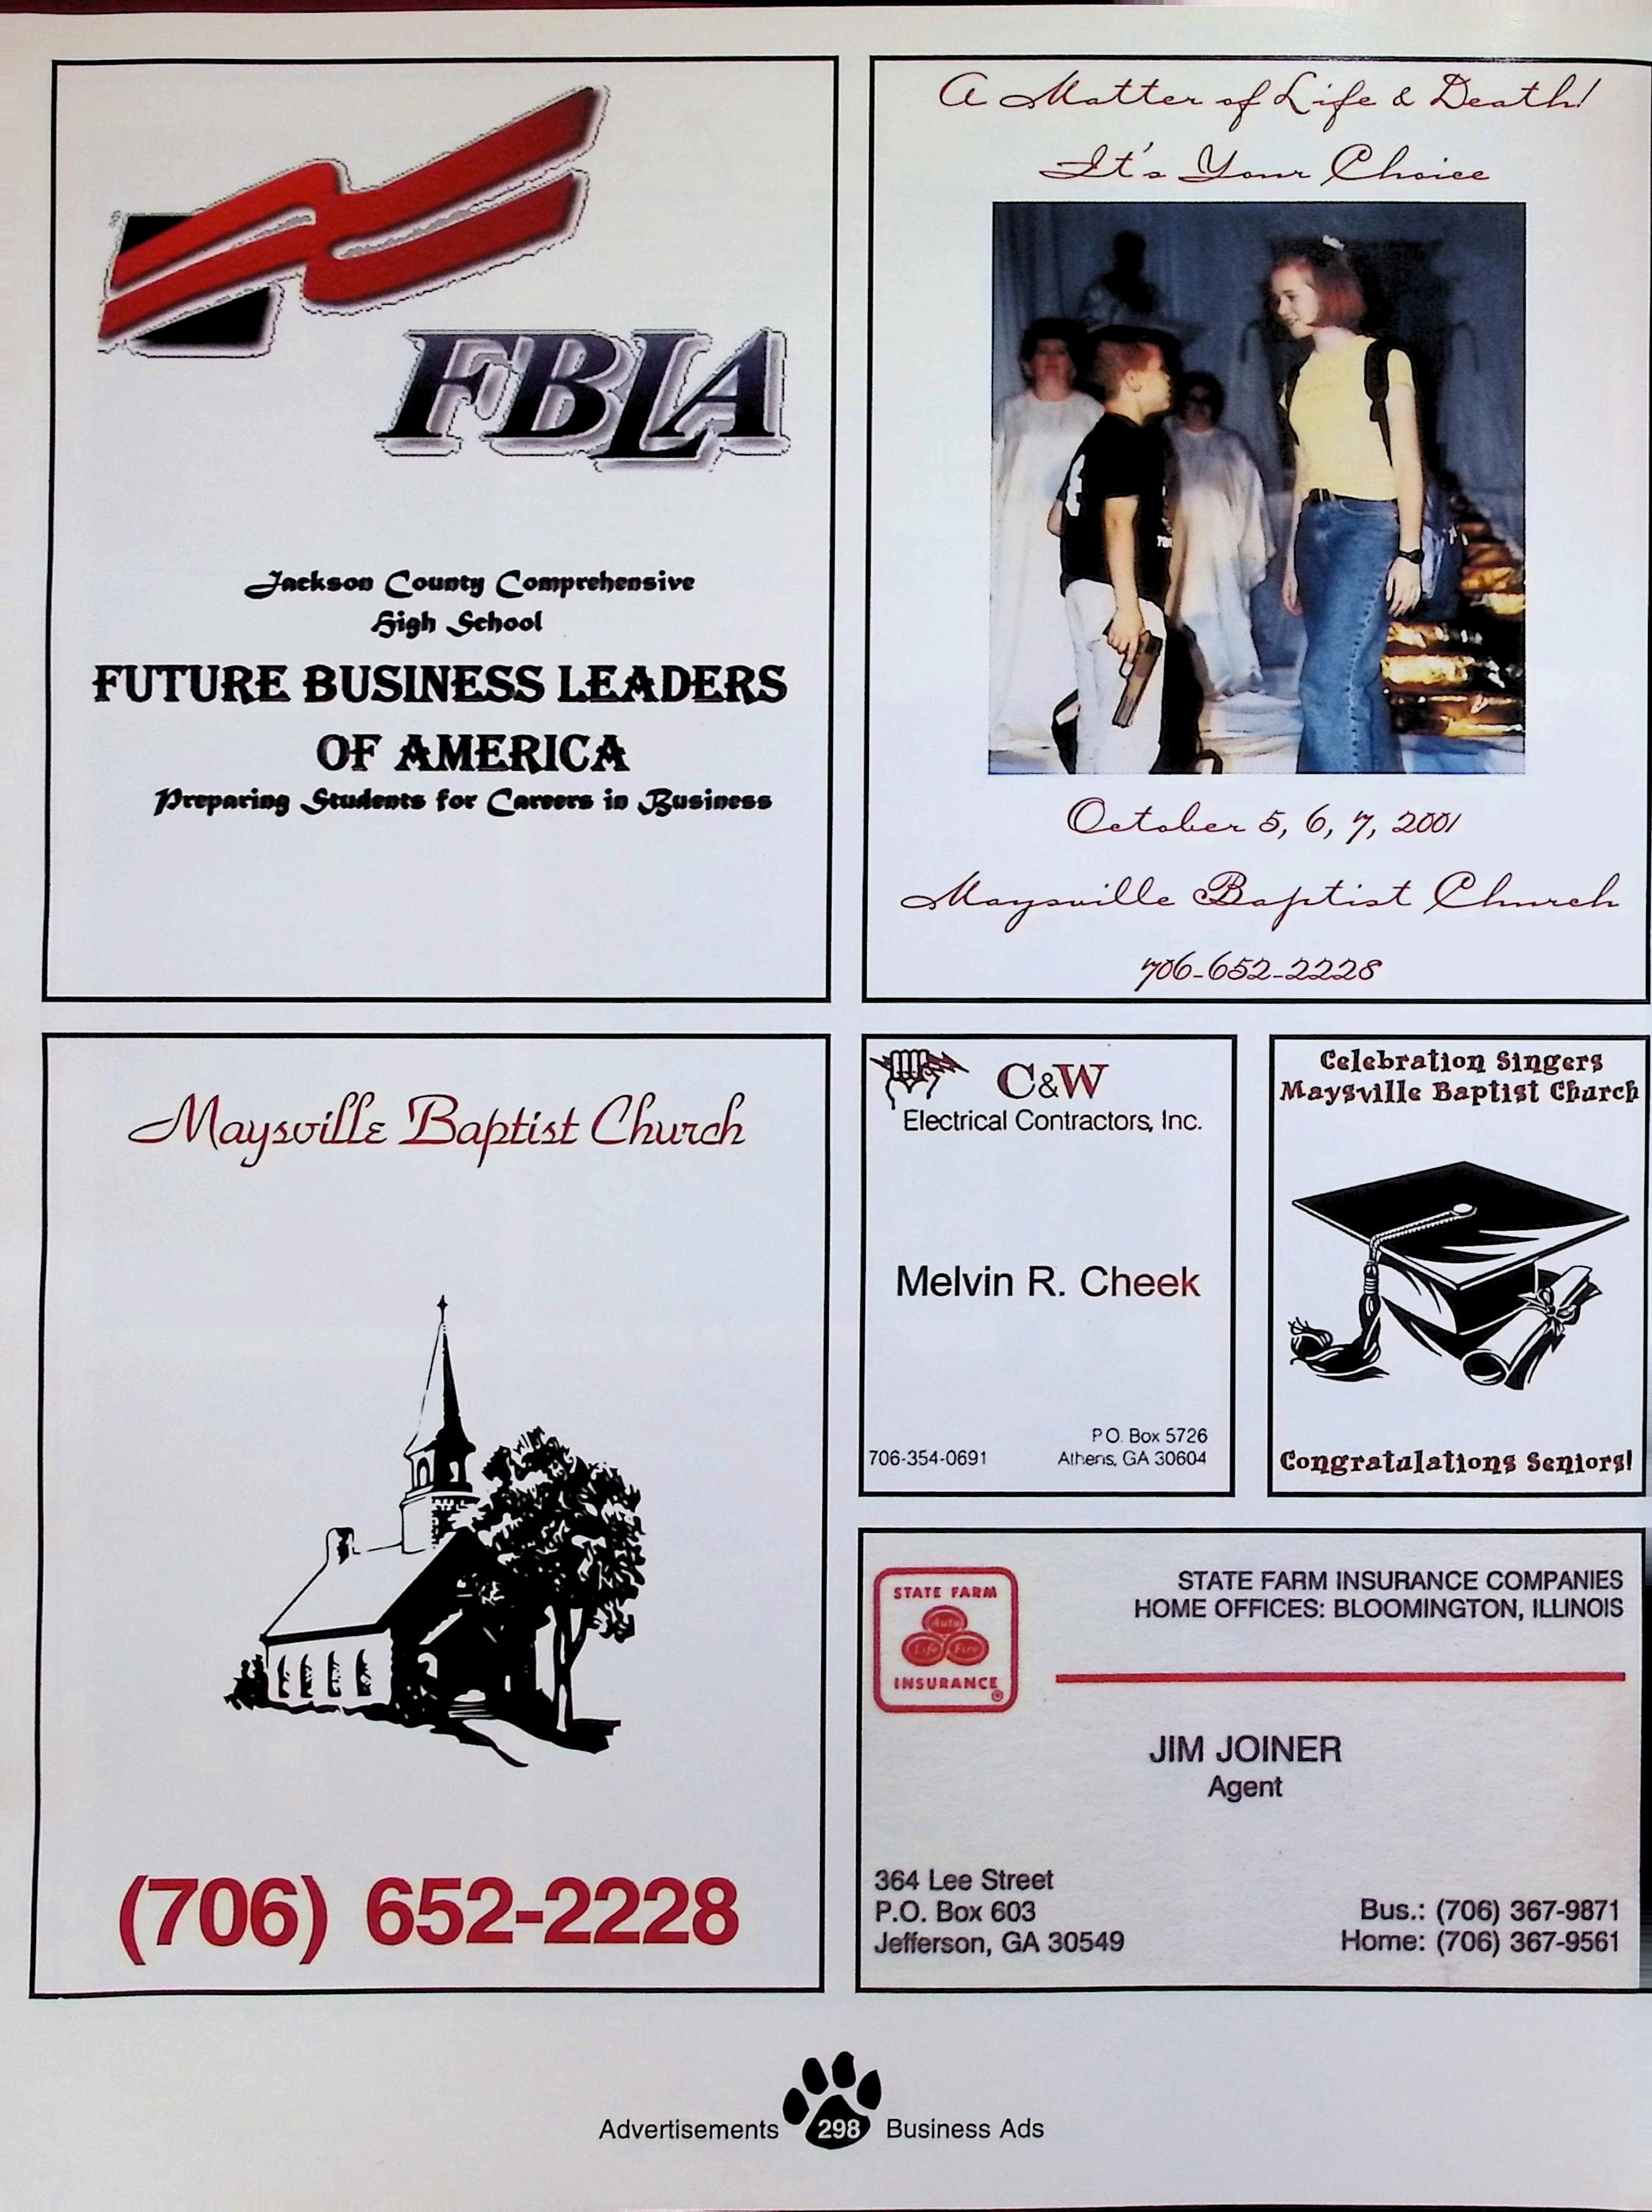 FBLA
Jackson County Comprehensive
High School
FUTURE BUSINESS LEADERS
OF AMERICA
Preparing Students for Careers in Business
A Matter of Life & Death!
It's Your Choice
October 5, 6, 7, 2001
Maysville Baptist Church
706-652-2228
Maysville Baptist Church
(706) 652-2228
C&W
Electrical Contractors, Inc.
Melvin R. Cheek
P.O. Box 5726
706-354-0691 Athens, GA 30604
Celebration Singers
Maysville Baptist Church
Congratulations Seniors!
STATE FARM
Auto
Life Fire
INSURANCE®
STATE FARM INSURANCE COMPANIES
HOME OFFICES: BLOOMINGTON, ILLINOIS
JIM JOINER
Agent
364 Lee Street
P.O. Box 603
Jefferson, GA 30549
Bus.: (706) 367-9871
Home: (706) 367-9561
Advertisements 298 Business Ads